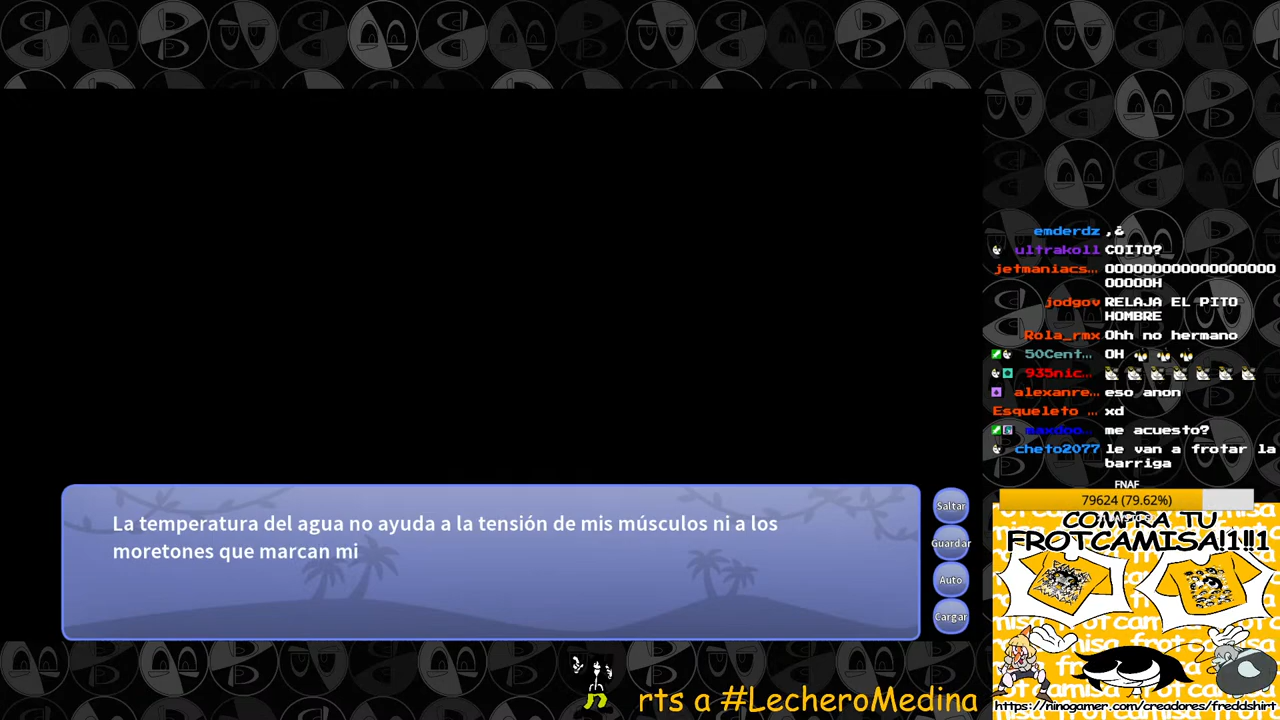 emderdz ,¿
ultrakoll COITO?
jetmaniacs… OOOOOOOOOOOOOOOOOOO
OOOOOH
jodgov RELAJA EL PITO
HOMBRE
Rola_rmx Ohh no hermano
50Cent… OH
935nic…
alexanre… eso anon
Esqueleto … xd
maxdoo… me acuesto?
cheto2077 le van a frotar la
barriga
FNAF
79624 (79.62%)
COMPRA TU
FROTCAMISA!1!!1
https://ninogamer.com/creadores/freddshirt
La temperatura del agua no ayuda a la tensión de mis músculos ni a los
moretones que marcan mi
Saltar
Guardar
Auto
Cargar
rts a #LecheroMedina